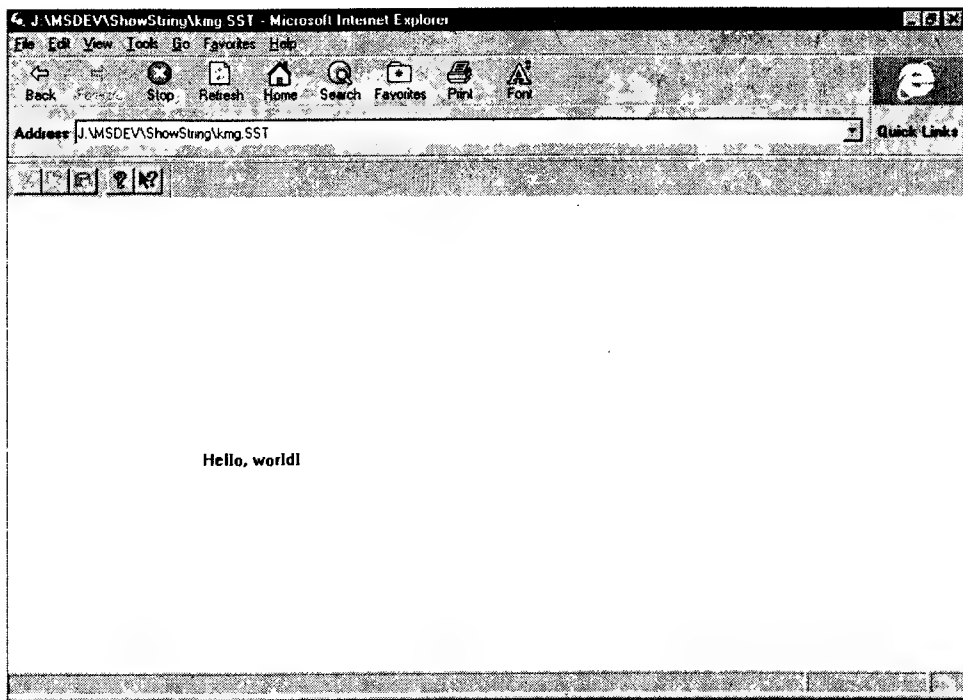 J:\MSDEV\ShowString\kmg SST - Microsoft Internet Explorer
File Edit View Tools Go Favorites Help
Back Forward Stop Refresh Home Search Favorites Print Font
Address J:\MSDEV\ShowString\kmg.SST Quick Links
Hello, world!